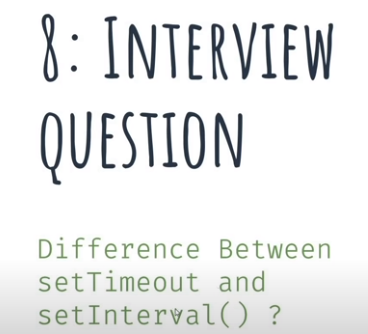 8: INTERVIEW
QUESTION
Difference Between
setTimeout and
setInterval() ?